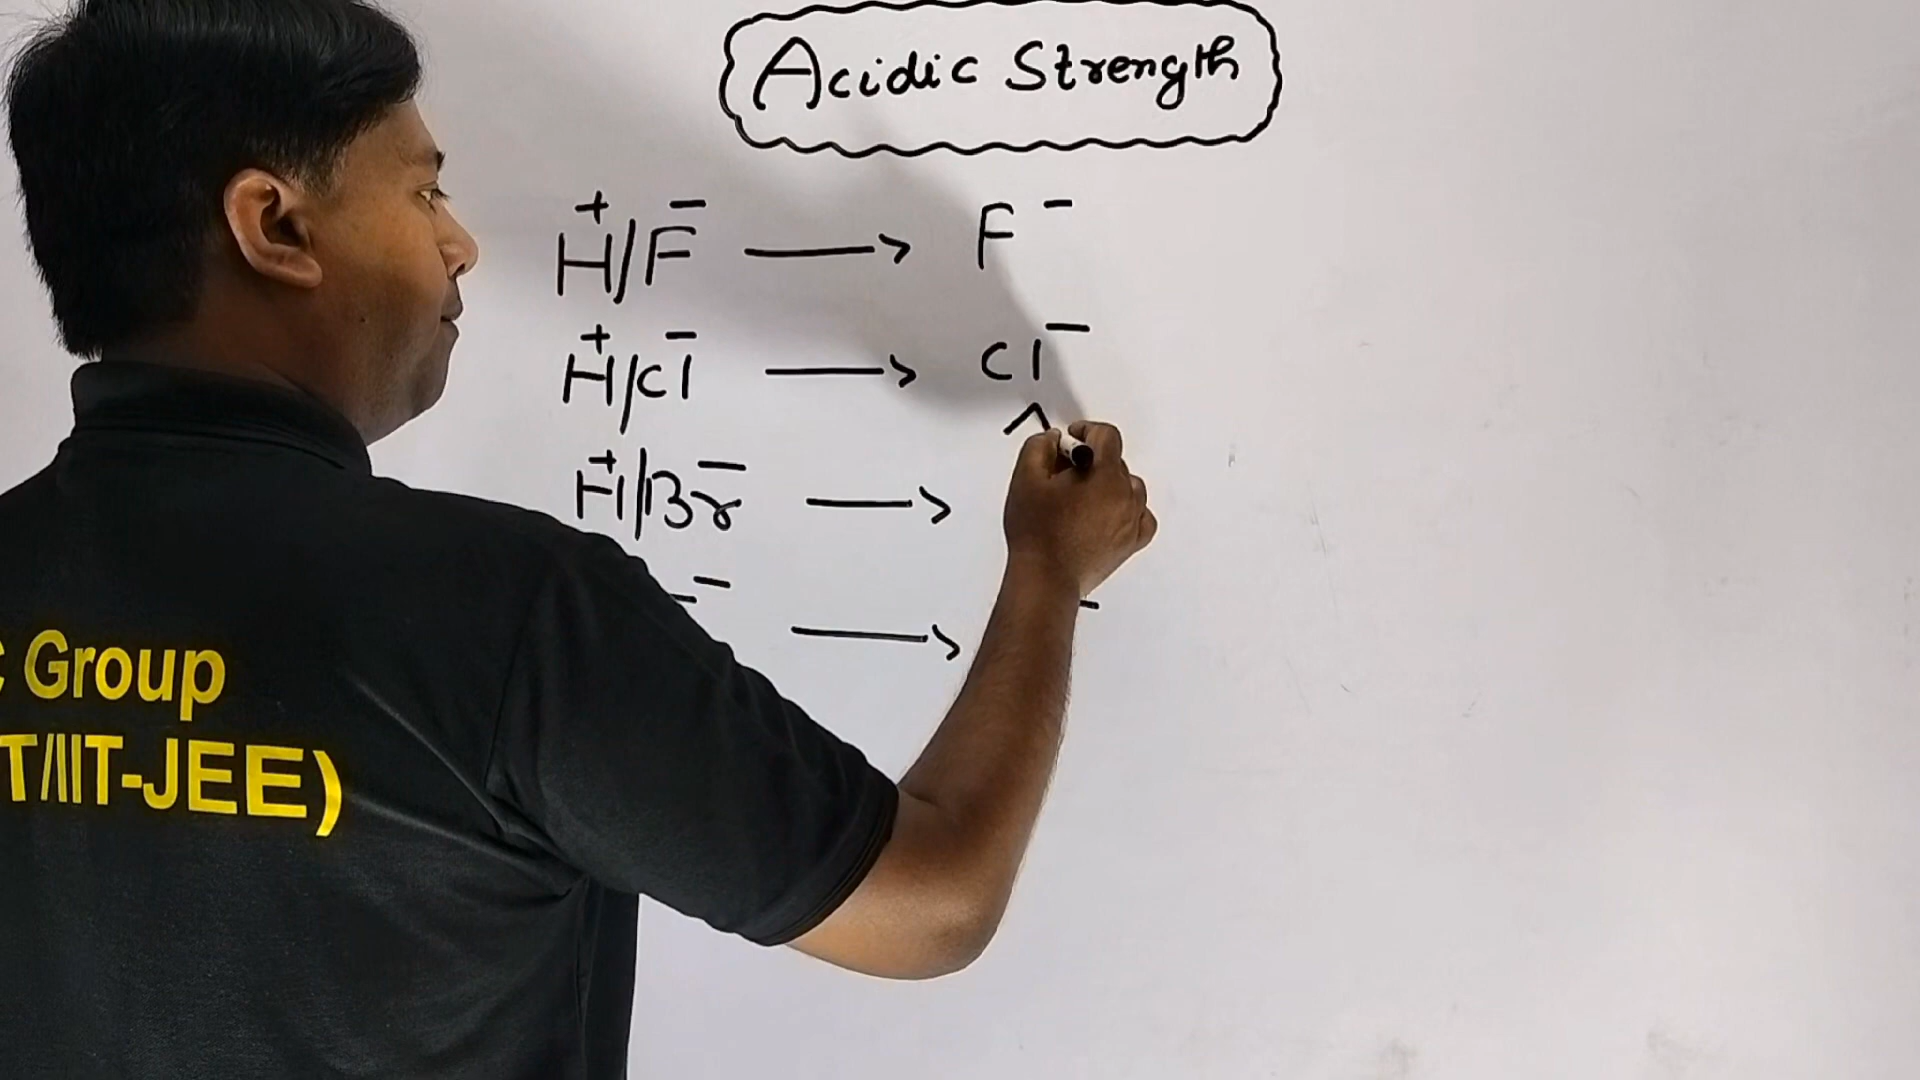 Acidic Strength
H⁺/F⁻ ⟶ F⁻
H⁺/Cl⁻ ⟶ Cl⁻
^
H⁺/Br⁻ ⟶
⁻ ⟶ ⁻
Group
T/IIT-JEE)